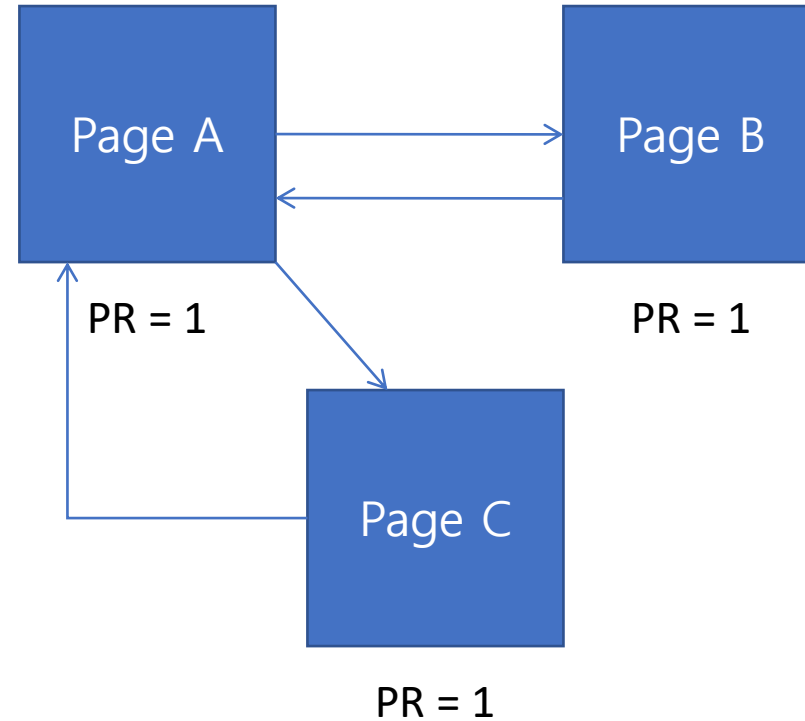 Page A
Page B
PR = 1
PR = 1
Page C
PR = 1